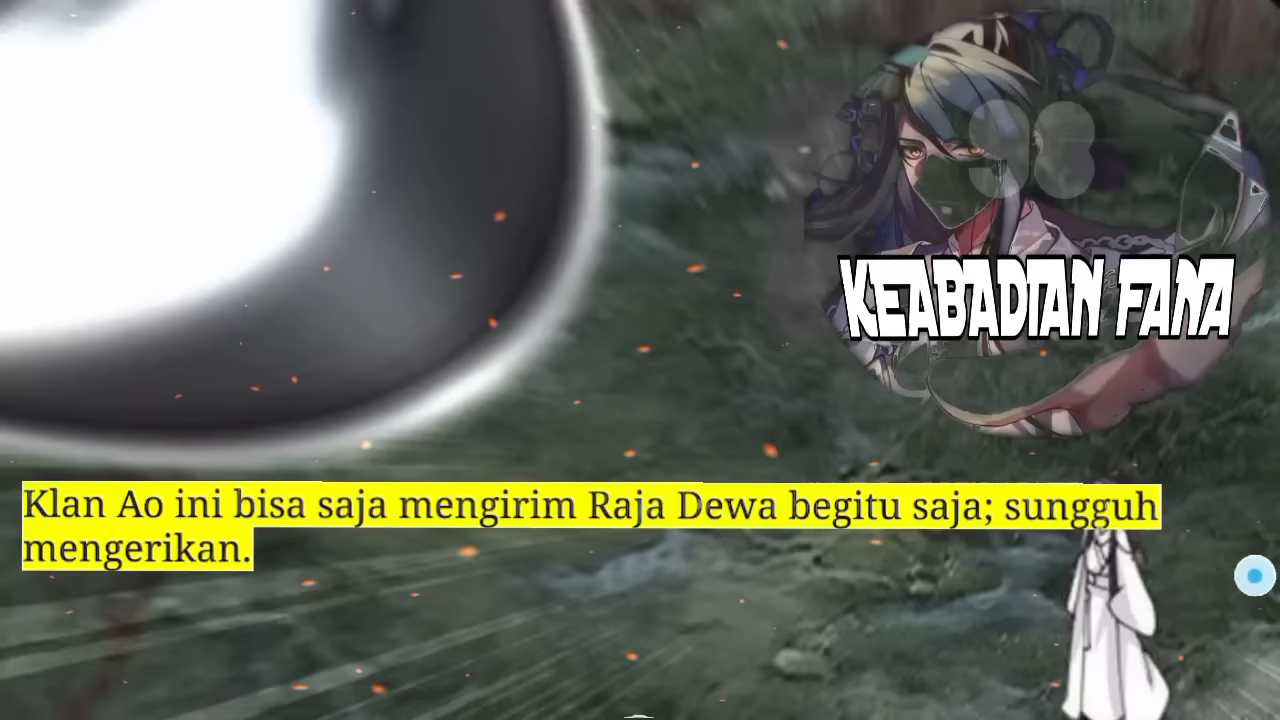 KEABADIAN FANA
Klan Ao ini bisa saja mengirim Raja Dewa begitu saja; sungguh
mengerikan.